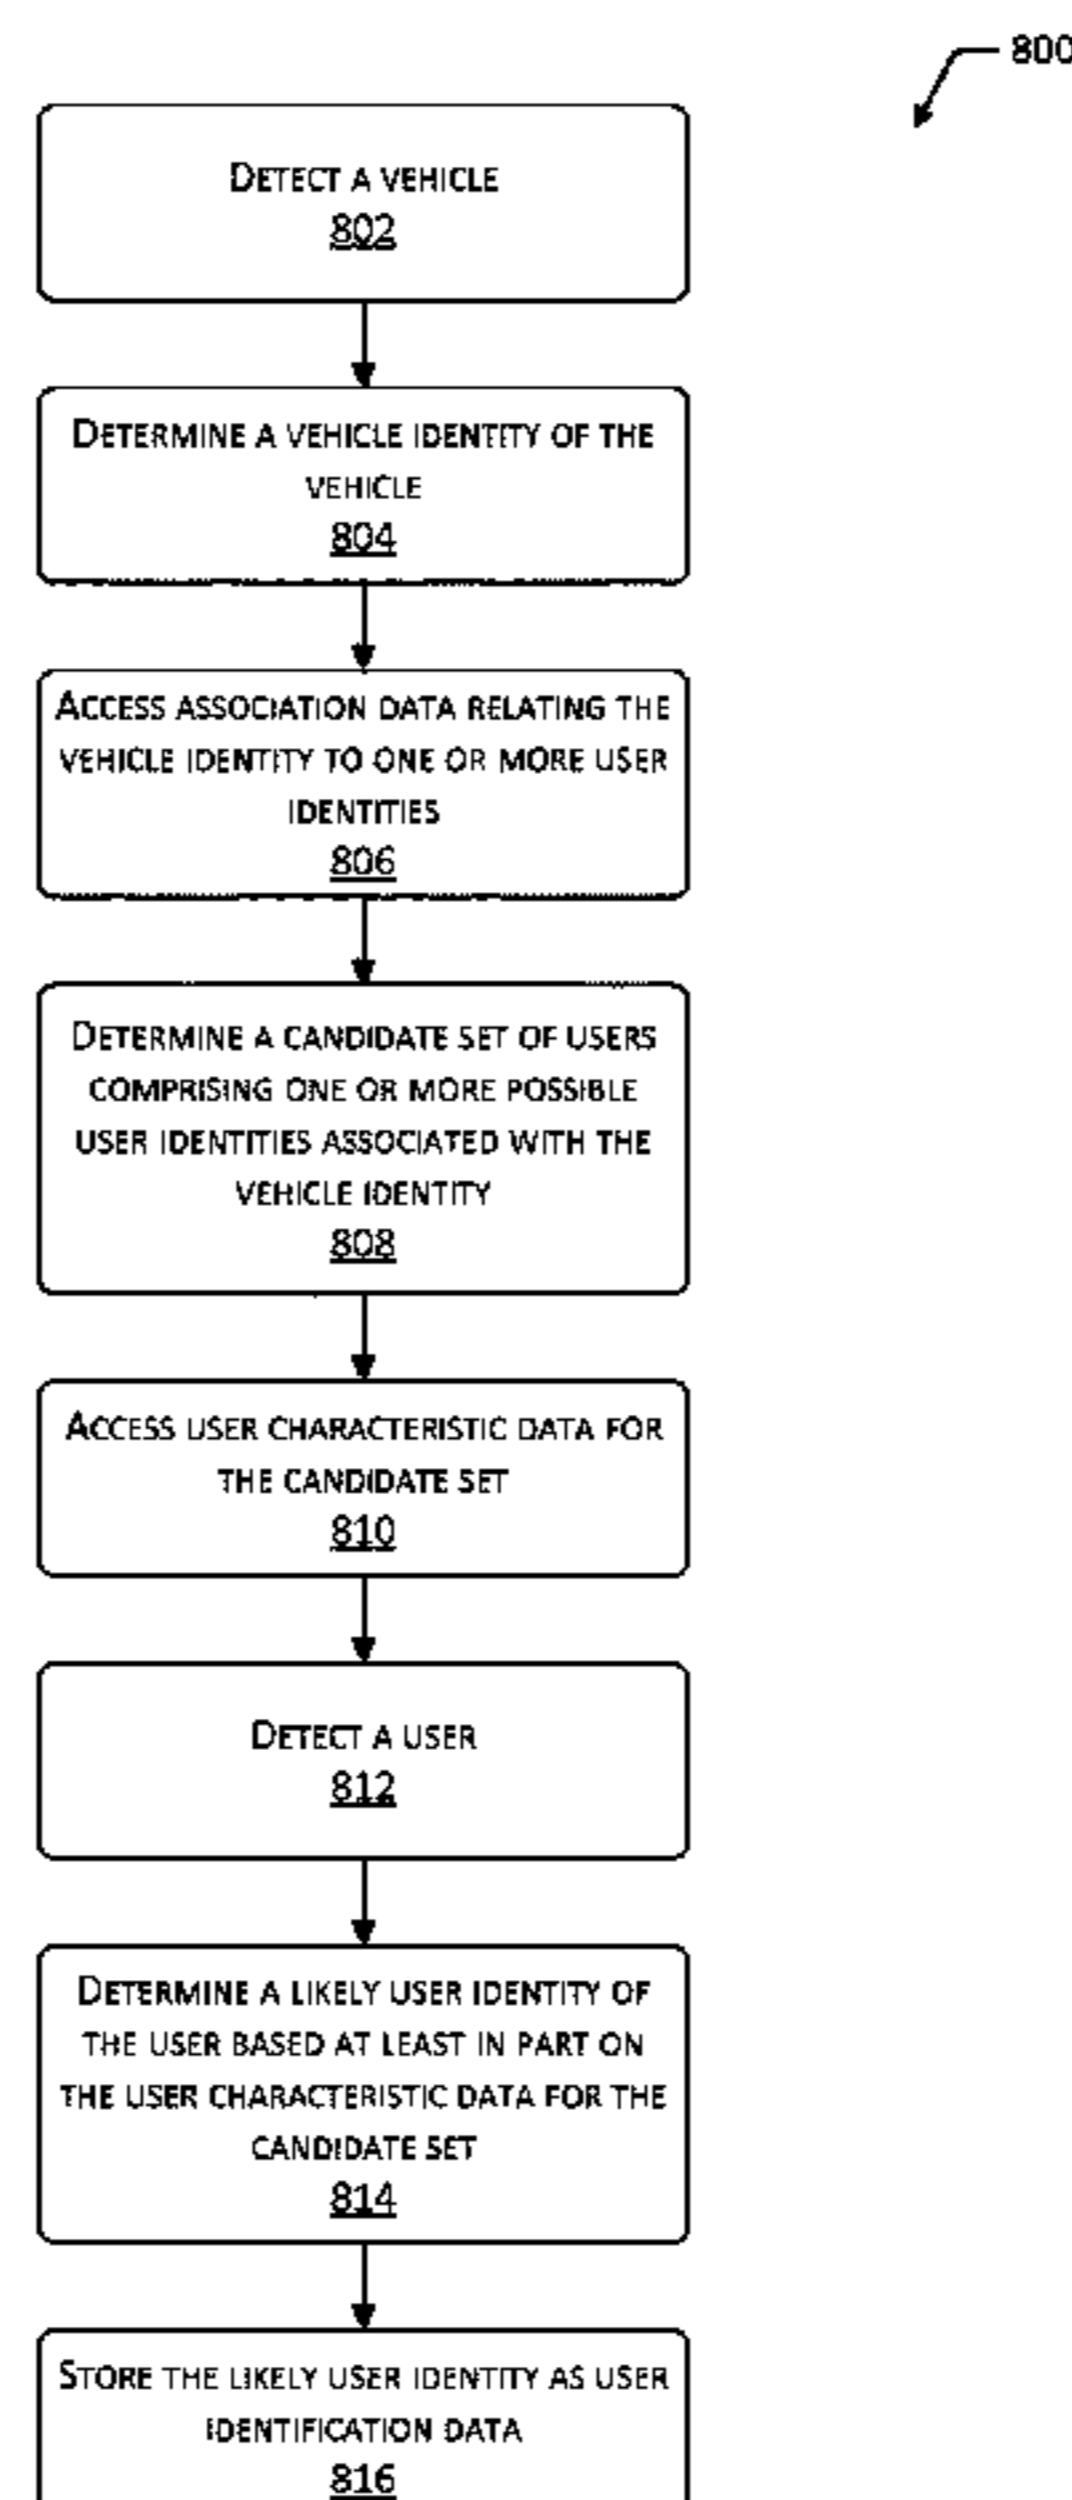 800
DETECT A VEHICLE
802
DETERMINE A VEHICLE IDENTITY OF THE
VEHICLE
804
ACCESS ASSOCIATION DATA RELATING THE
VEHICLE IDENTITY TO ONE OR MORE USER
IDENTITIES
806
DETERMINE A CANDIDATE SET OF USERS
COMPRISING ONE OR MORE POSSIBLE
USER IDENTITIES ASSOCIATED WITH THE
VEHICLE IDENTITY
808
ACCESS USER CHARACTERISTIC DATA FOR
THE CANDIDATE SET
810
DETECT A USER
812
DETERMINE A LIKELY USER IDENTITY OF
THE USER BASED AT LEAST IN PART ON
THE USER CHARACTERISTIC DATA FOR THE
CANDIDATE SET
814
STORE THE LIKELY USER IDENTITY AS USER
IDENTIFICATION DATA
816